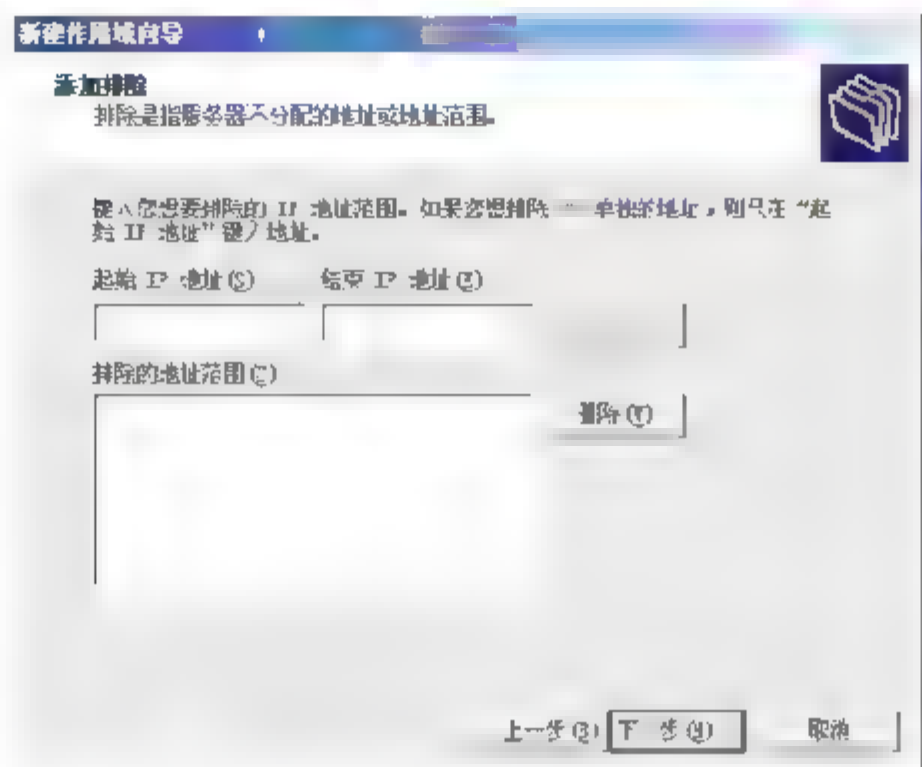 新建作用域向导
添加排除
排除是指服务器不分配的地址或地址范围。
键入您想要排除的 IP 地址范围。如果您想排除 单独的地址，则只在“起
始 IP 地址”键入地址。
起始 IP 地址(S) 结束 IP 地址(E)
排除的地址范围(C)
删除(V)
上一步(B) 下一步(N) 取消